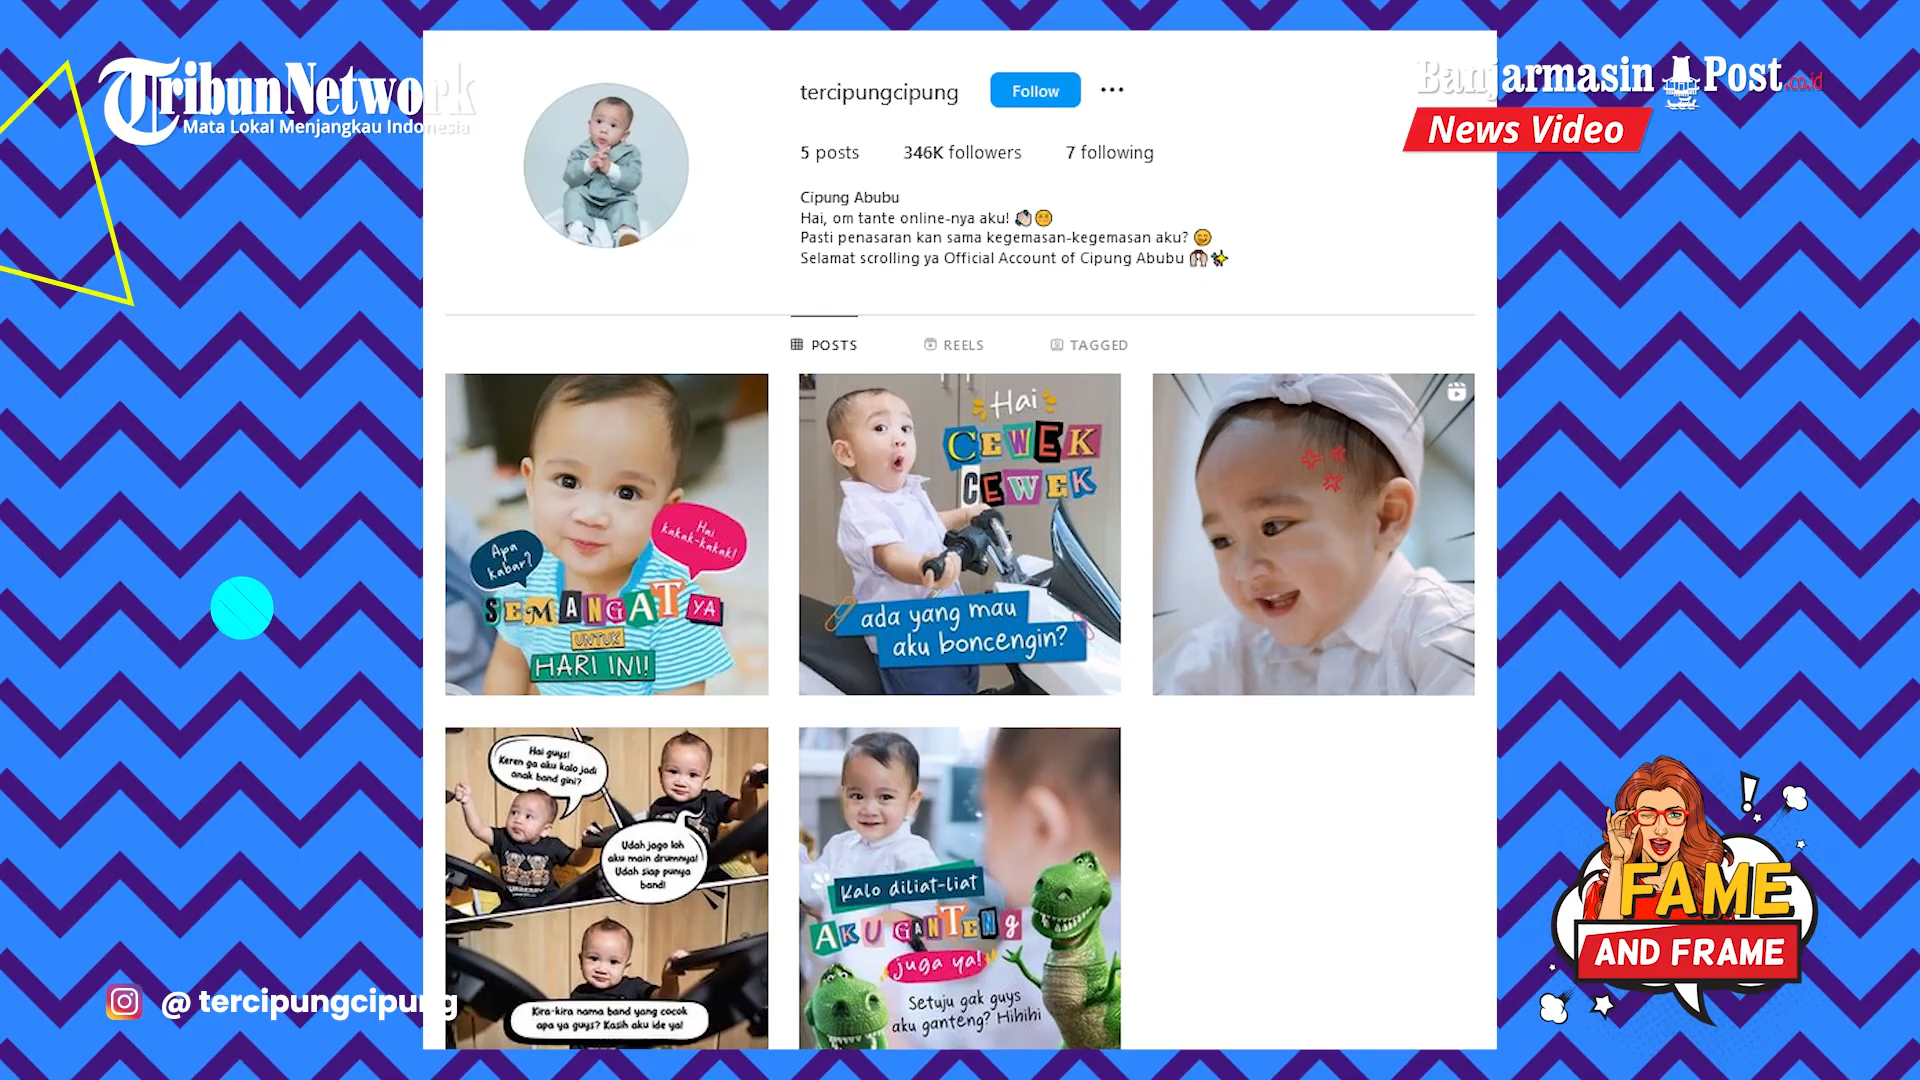 TribunNetwork
Mata Lokal Menjangkau Indonesia
Banjarmasin Post.co.id
News Video
tercipungcipung
Follow
5 posts
346K followers
7 following
Cipung Abubu
Hai, om tante online-nya aku!
Pasti penasaran kan sama kegemasan-kegemasan aku?
Selamat scrolling ya Official Account of Cipung Abubu
POSTS
REELS
TAGGED
Apa
kabar?
Hai
kakak-kakak!
SEMANGAT YA
UNTUK
HARI INI!
Hai
CEWEK
CEWEK
ada yang mau
aku boncengin?
Hai guys!
Keren ga aku kalo jadi
anak band gini?
Udah jago loh
aku main drumnya!
Udah siap punya
band!
BURBERRY
Kira-kira nama band yang cocok
apa ya guys? Kasih aku ide ya!
Kalo diliat-liat
AKU GANTENG
juga ya!
Setuju gak guys
aku ganteng? Hihihi
FAME
AND FRAME
@ tercipungcipung